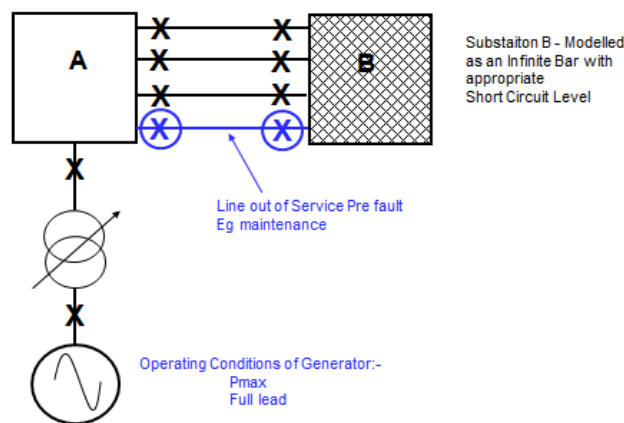 A
B
Substaiton B - Modelled
as an Infinite Bar with
appropriate
Short Circuit Level
X X
X X
X X
X X
X
Line out of Service Pre fault
Eg maintenance
X
Operating Conditions of Generator:-
Pmax
Full lead